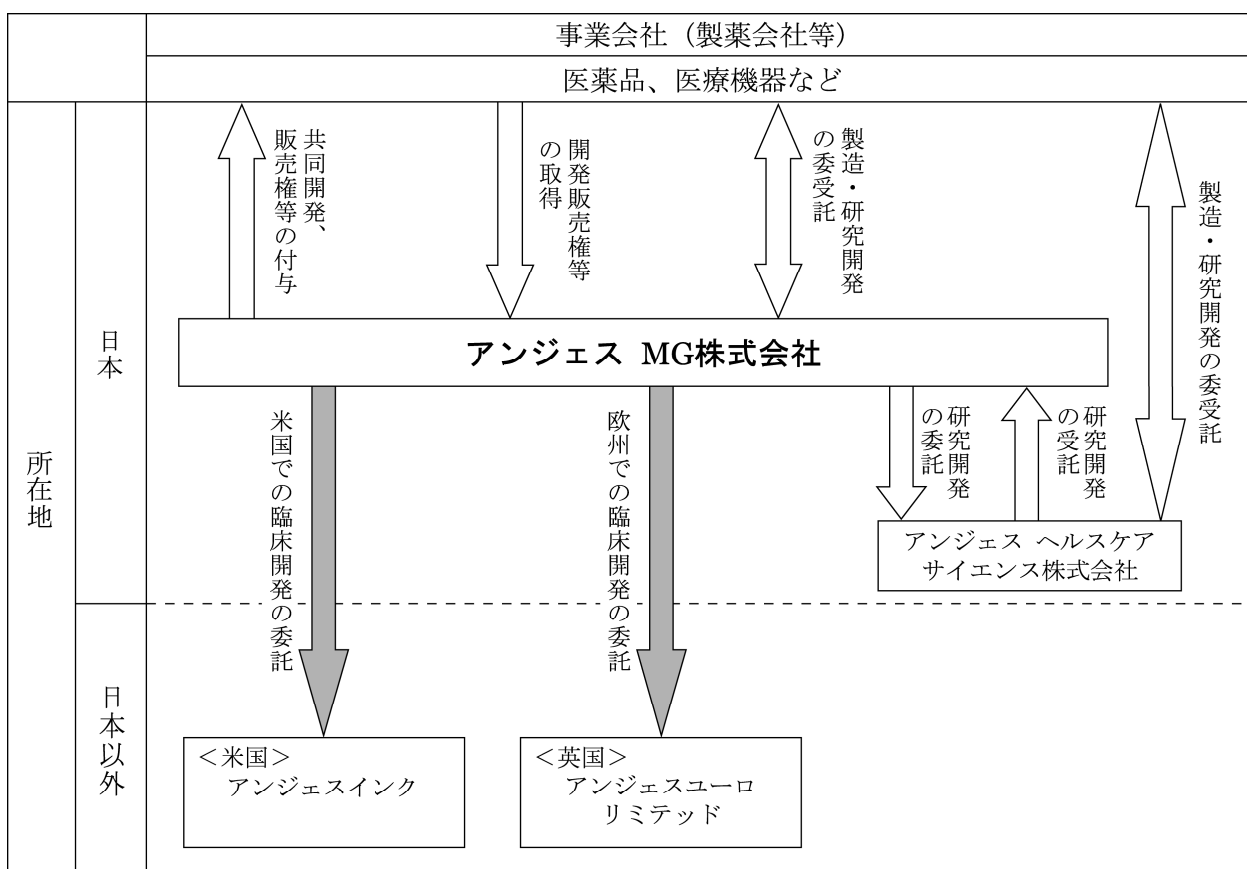 事業会社（製薬会社等）
医薬品、医療機器など
所在地
日本
共同開発、
販売権等の付与
開発販売権等
の取得
製造・研究開発
の委受託
製造・研究開発の委受託
アンジェス MG株式会社
米国での臨床開発の委託
欧州での臨床開発の委託
研究開発
の委託
研究開発
の受託
アンジェス ヘルスケア
サイエンス株式会社
日本以外
＜米国＞
アンジェスインク
＜英国＞
アンジェスユーロ
リミテッド